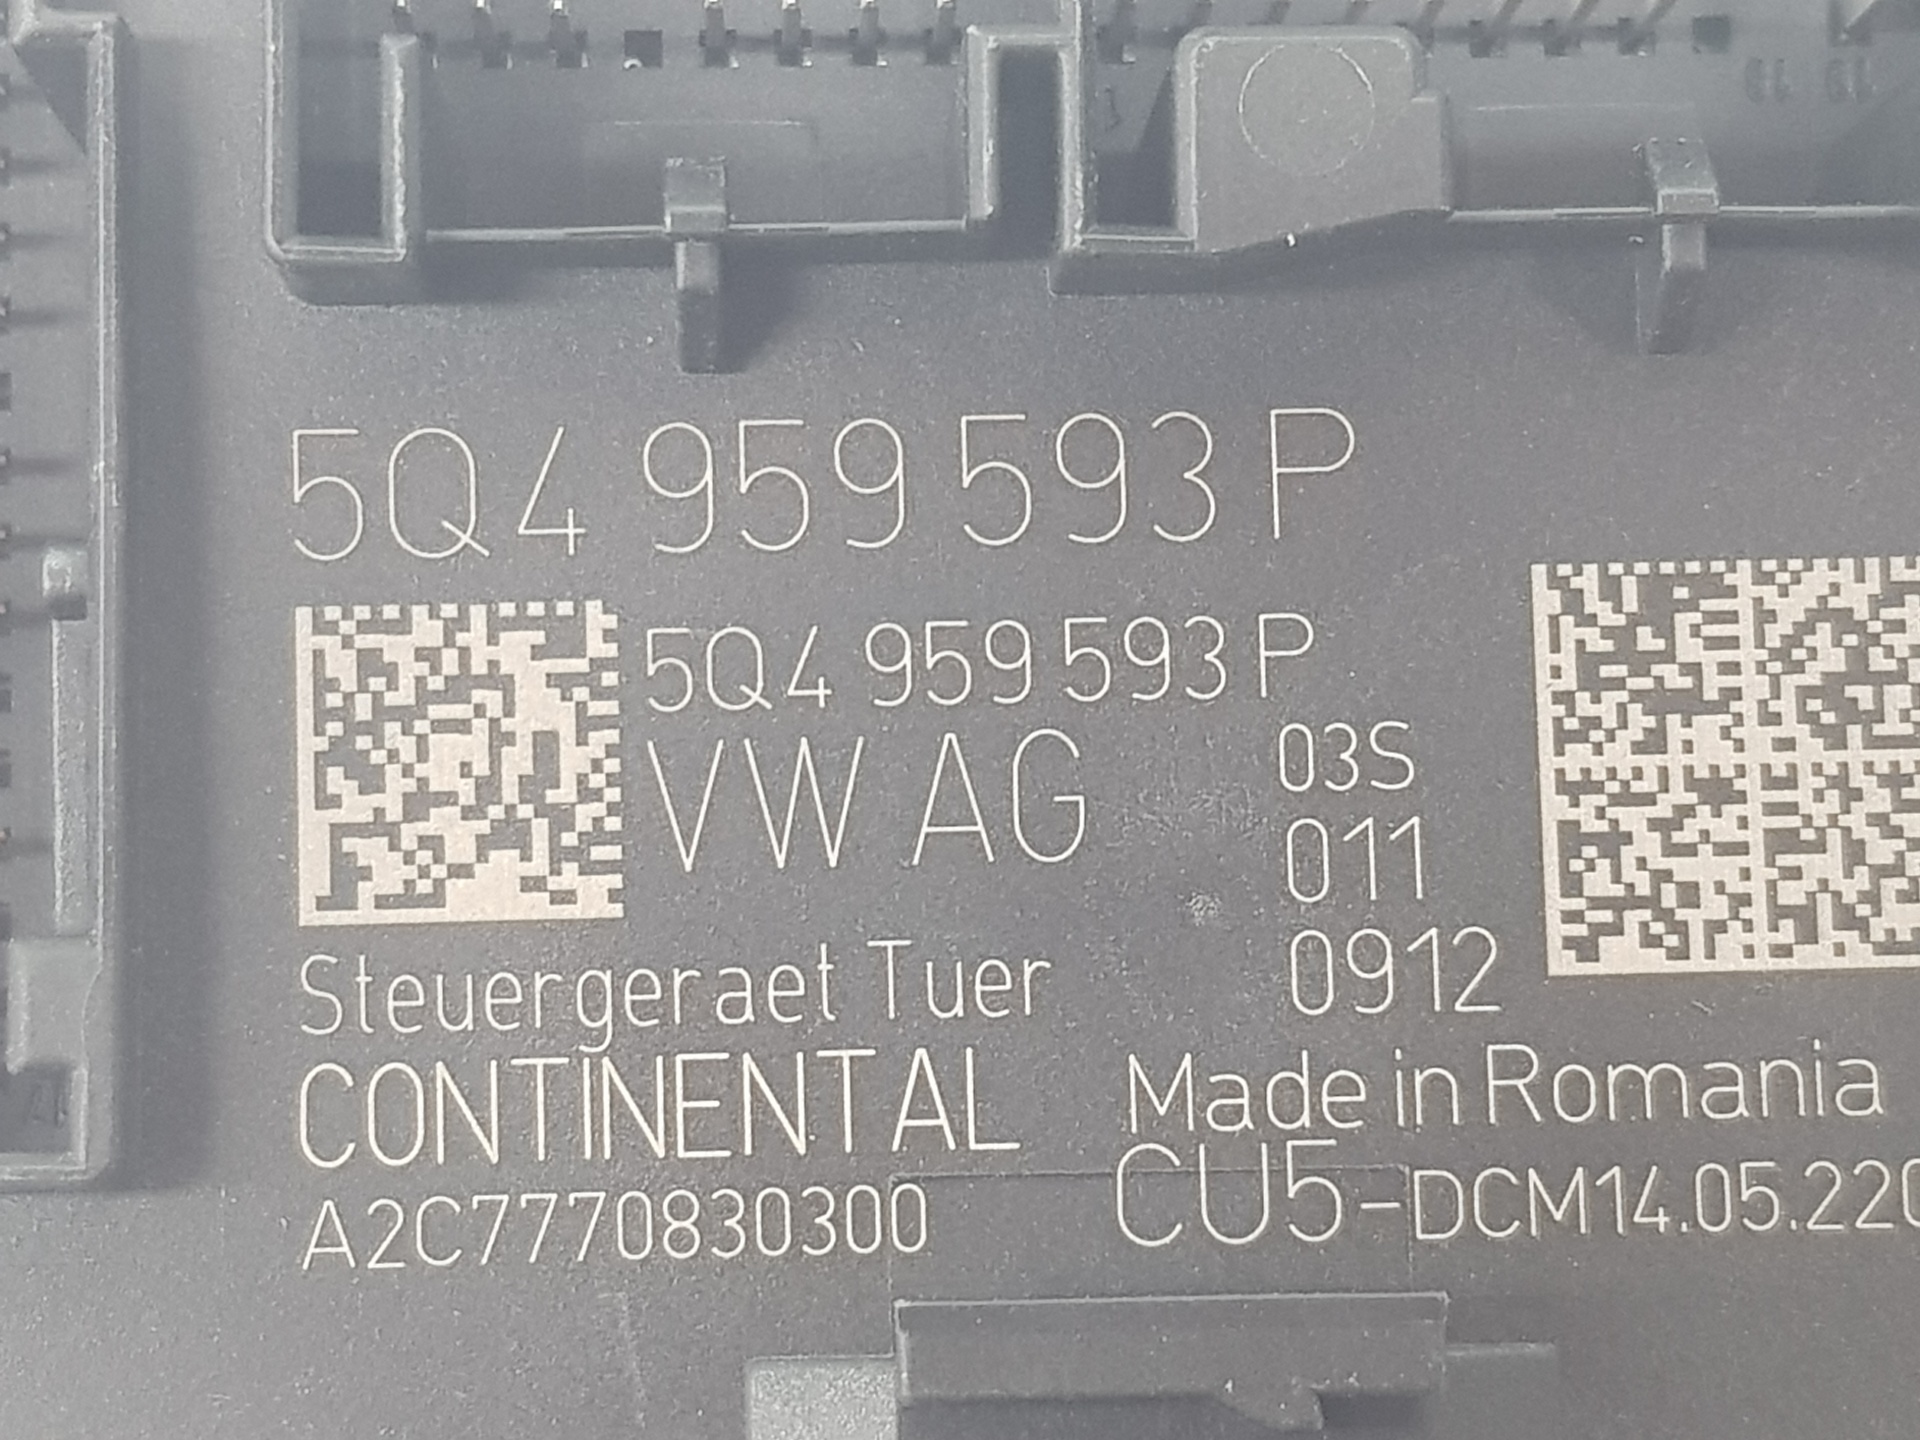 5Q4 959 593 P
5Q4 959 593 P
VW AG
03S
011
0912
Steuergeraet Tuer
CONTINENTAL
Made in Romania
A2C7770830300
CU5-DCM14.05.220